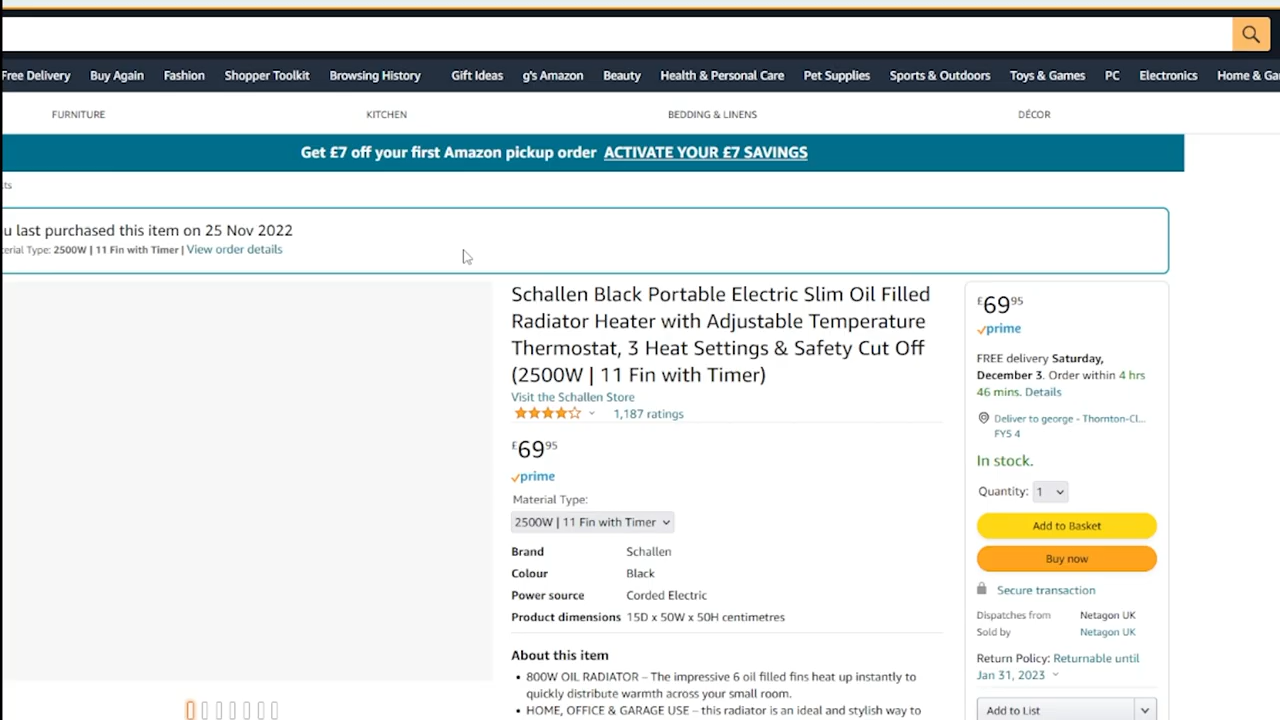 Free Delivery Buy Again Fashion Shopper Toolkit Browsing History Gift Ideas g's Amazon Beauty Health & Personal Care Pet Supplies Sports & Outdoors Toys & Games PC Electronics Home & Ga
FURNITURE KITCHEN BEDDING & LINENS DÉCOR
Get £7 off your first Amazon pickup order ACTIVATE YOUR £7 SAVINGS
lts
u last purchased this item on 25 Nov 2022
terial Type: 2500W | 11 Fin with Timer | View order details
Schallen Black Portable Electric Slim Oil Filled
Radiator Heater with Adjustable Temperature
Thermostat, 3 Heat Settings & Safety Cut Off
(2500W | 11 Fin with Timer)
Visit the Schallen Store
1,187 ratings
£69.95
prime
Material Type:
2500W | 11 Fin with Timer
Brand Schallen
Colour Black
Power source Corded Electric
Product dimensions 15D x 50W x 50H centimetres
About this item
• 800W OIL RADIATOR – The impressive 6 oil filled fins heat up instantly to
quickly distribute warmth across your small room.
• HOME, OFFICE & GARAGE USE – this radiator is an ideal and stylish way to
£69.95
prime
FREE delivery Saturday,
December 3. Order within 4 hrs
46 mins. Details
Deliver to george - Thornton-Cl...
FY5 4
In stock.
Quantity: 1
Add to Basket
Buy now
Secure transaction
Dispatches from Netagon UK
Sold by Netagon UK
Return Policy: Returnable until
Jan 31, 2023
Add to List